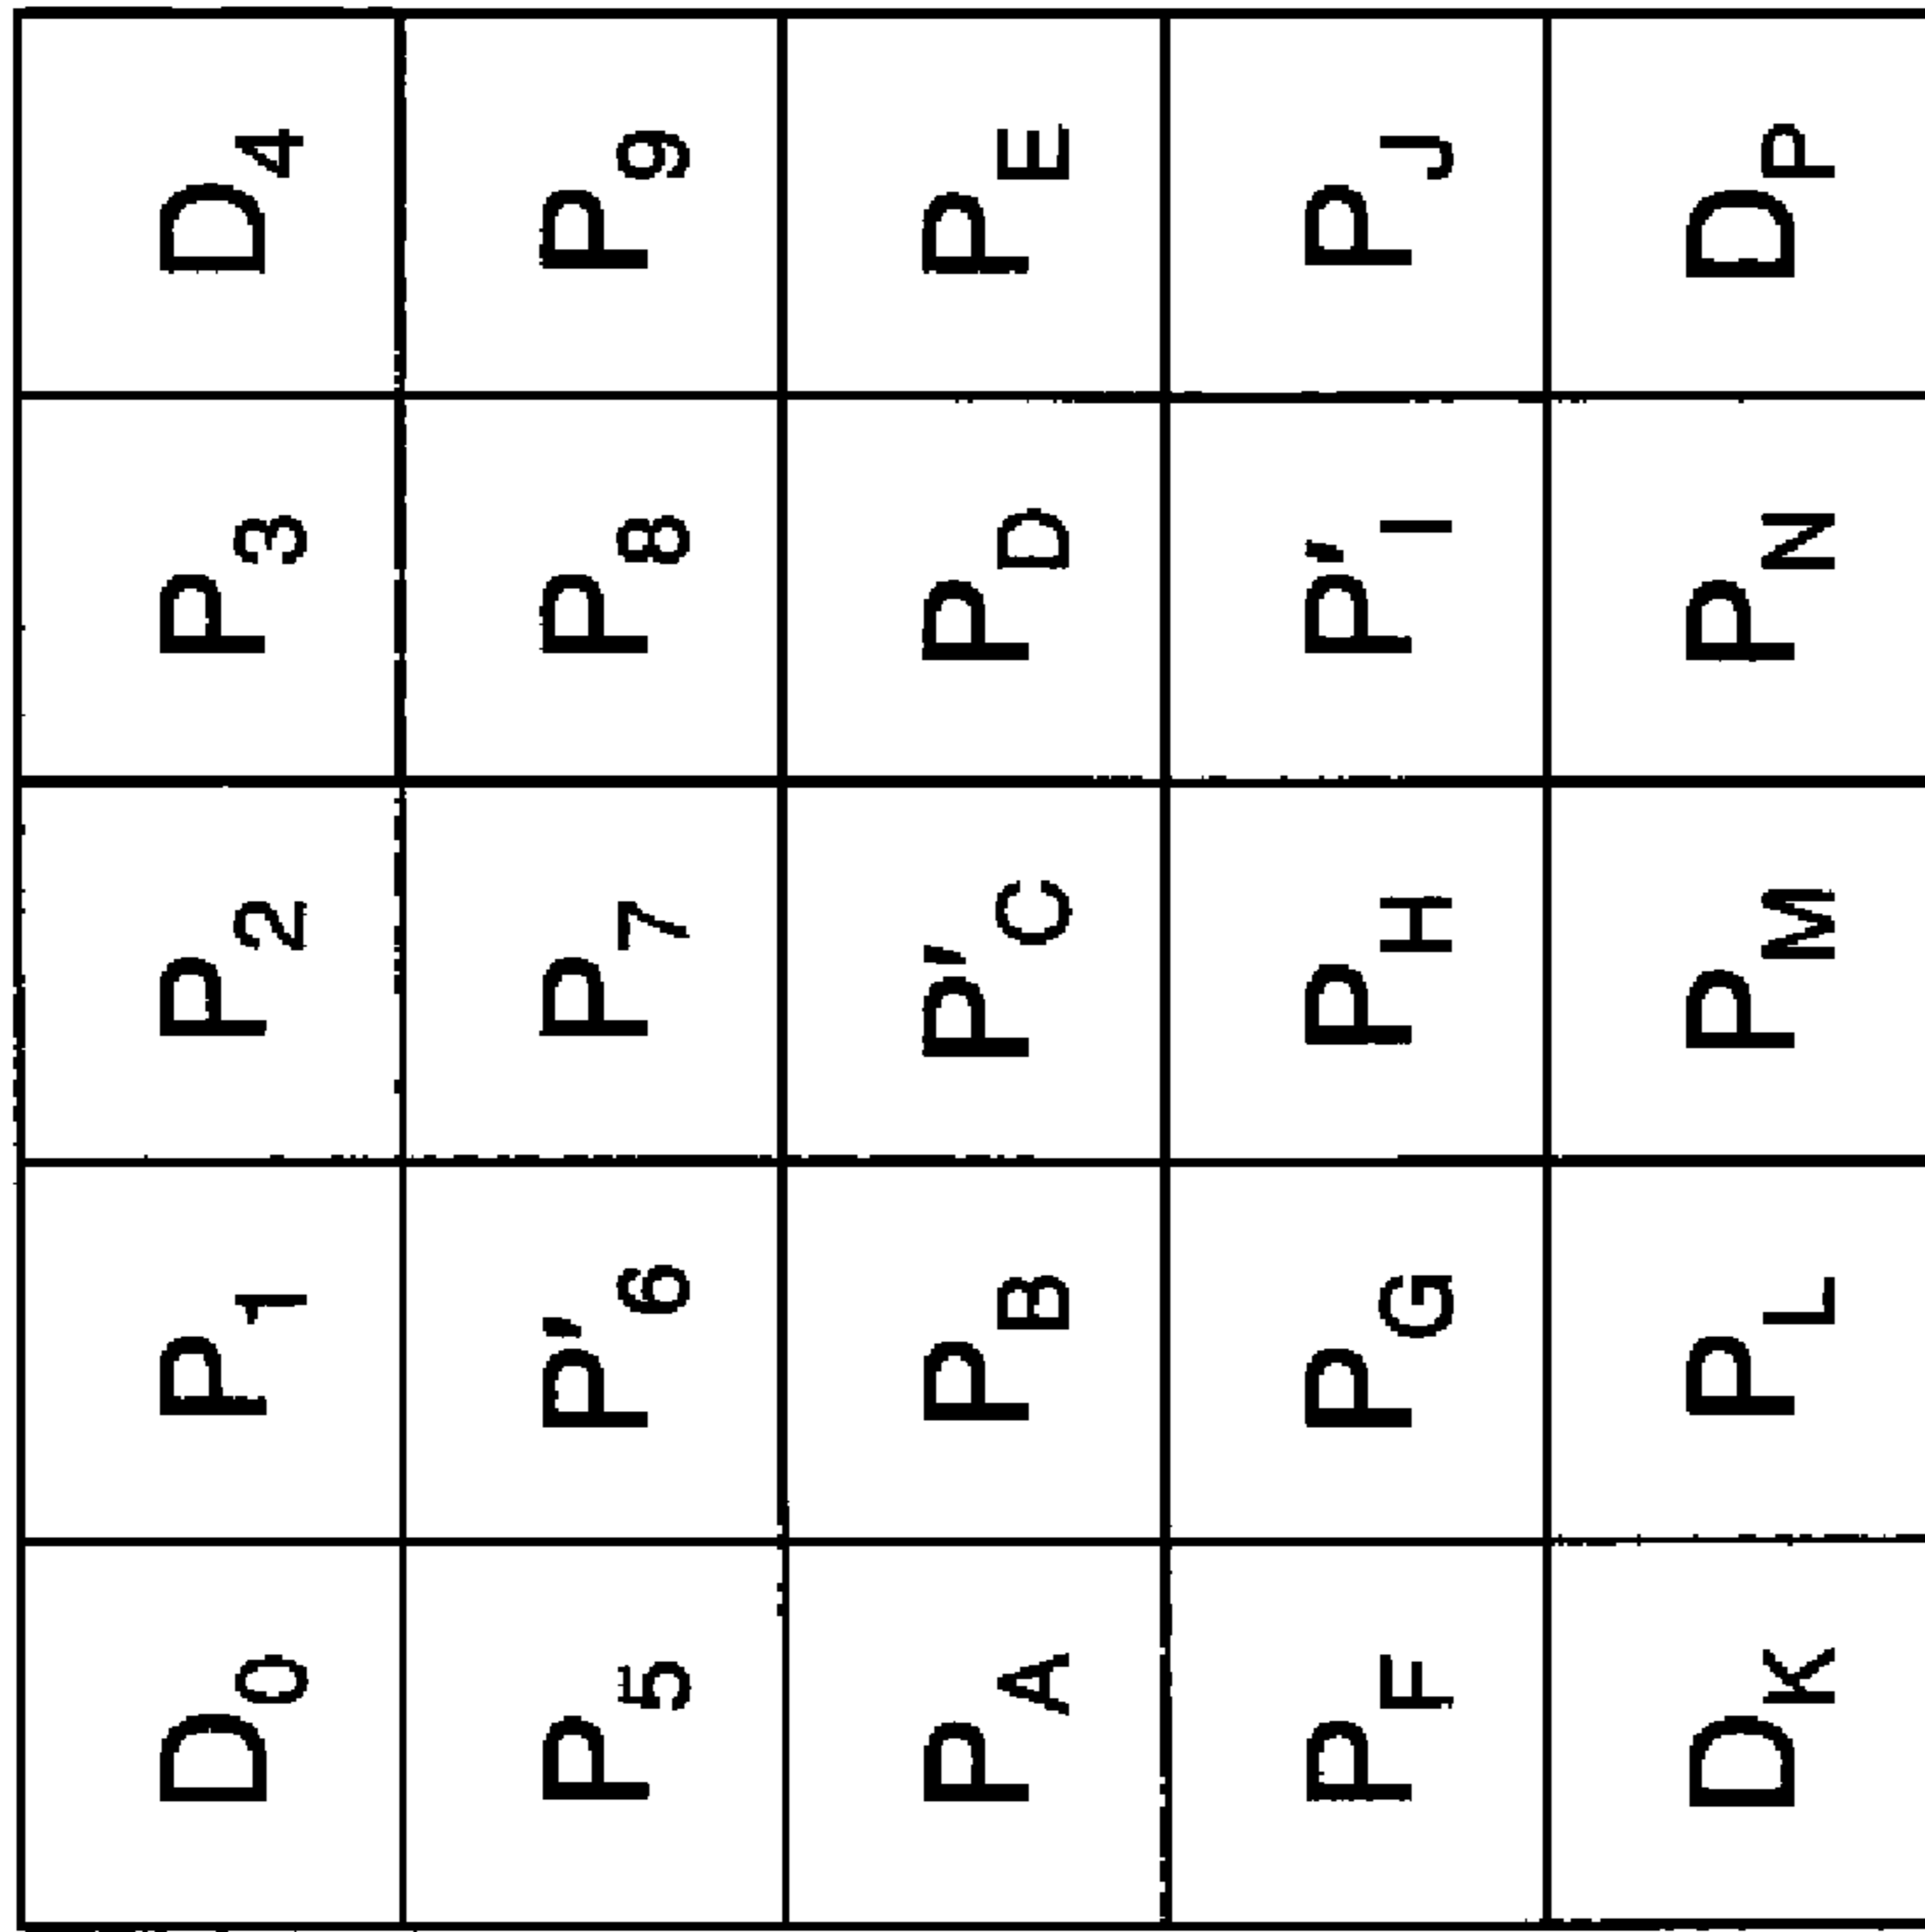 D0 P1 P2 P3 D4
P5 P'6 P7 P8 P9
PA PB P'C PD PE
PF PG PH P'I PJ
DK PL PM PN DP